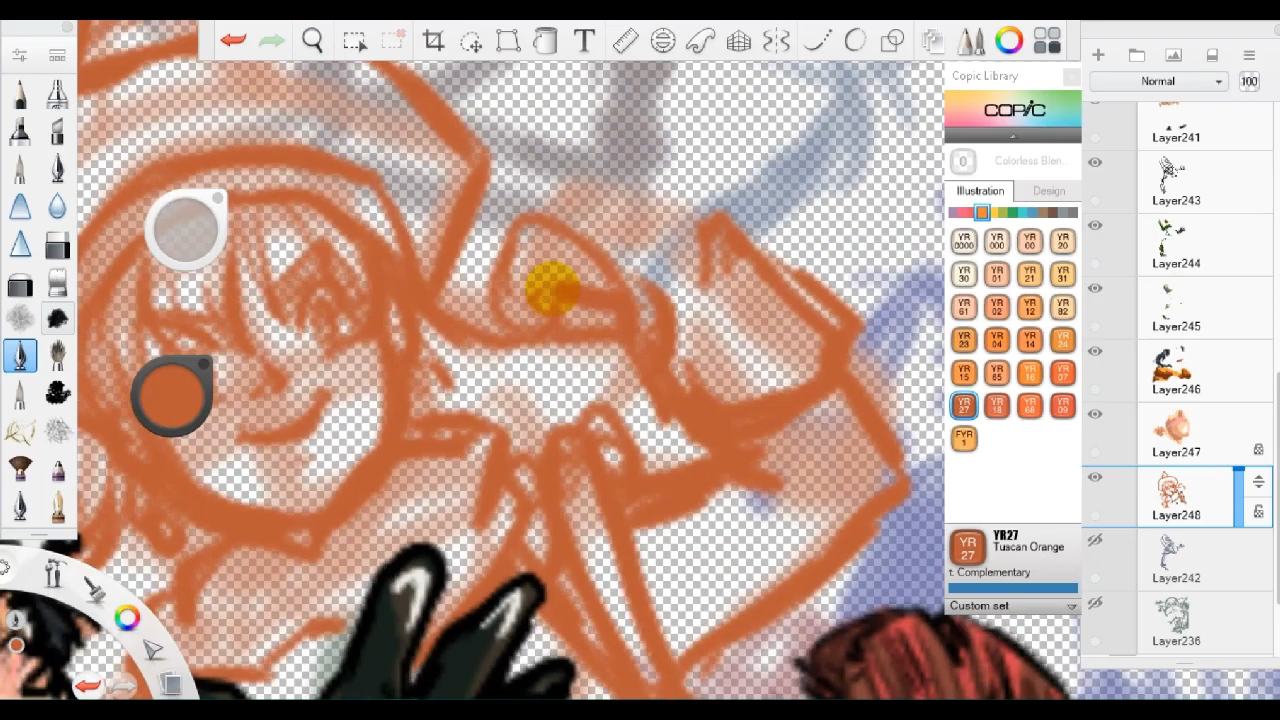 T
Copic Library
COPIC
0 Colorless Blen...
Illustration Design
YR 0000 YR 000 YR 00 YR 20
YR 30 YR 01 YR 21 YR 31
YR 61 YR 02 YR 12 YR 82
YR 23 YR 04 YR 14 YR 24
YR 15 YR 65 YR 16 YR 07
YR 27 YR 18 YR 68 YR 09
FYR 1
YR 27 YR27
Tuscan Orange
t. Complementary
Custom set
Normal 100
Layer241
Layer243
Layer244
Layer245
Layer246
Layer247
Layer248
Layer242
Layer236